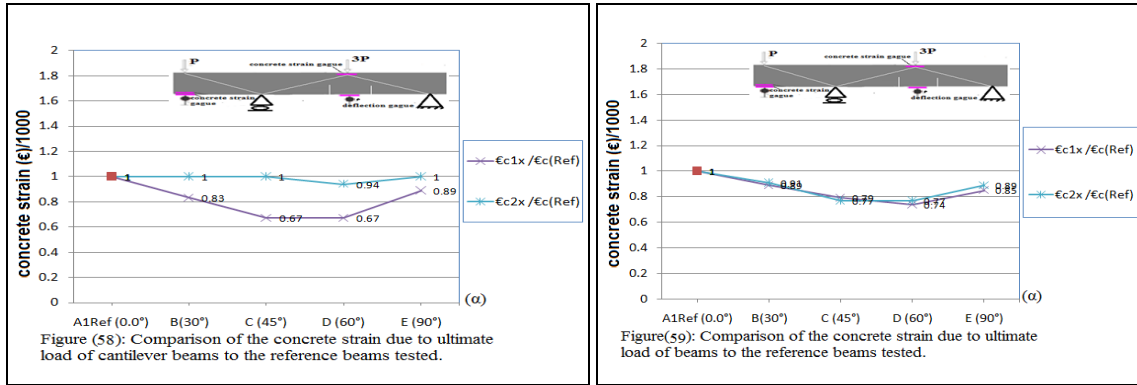 2
1.8
1.6
1.4
1.2
1
0.8
0.6
0.4
0.2
0
concrete strain (€)/1000
P
3P
concrete strain gague
concrete strain
gague
P
deflection gague
1
1
1
0.94
1
0.83
0.67
0.67
0.89
€c1x /€c(Ref)
€c2x /€c(Ref)
(α)
A1Ref (0.0°) B(30°) C (45°) D (60°) E (90°)
Figure (58): Comparison of the concrete strain due to ultimate
load of cantilever beams to the reference beams tested.
2
1.8
1.6
1.4
1.2
1
0.8
0.6
0.4
0.2
0
concrete strain (€)/1000
P
3P
concrete strain gague
concrete strain
gague
P
deflection gague
1
0.89
0.79
0.77
0.77
0.74
0.89
0.85
€c1x /€c(Ref)
€c2x /€c(Ref)
(α)
A1Ref (0.0°) B(30°) C (45°) D (60°) E (90°)
Figure(59): Comparison of the concrete strain due to ultimate
load of beams to the reference beams tested.